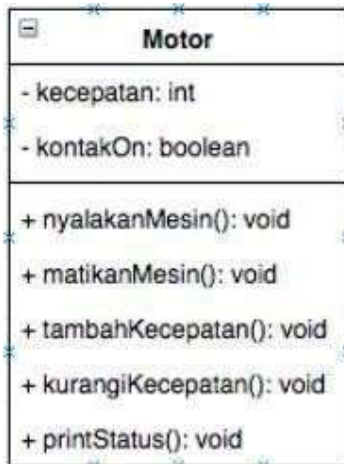 Motor
- kecepatan: int
- kontakOn: boolean
+ nyalakanMesin(): void
+ matikanMesin(): void
+ tambahKecepatan(): void
+ kurangiKecepatan(): void
+ printStatus(): void